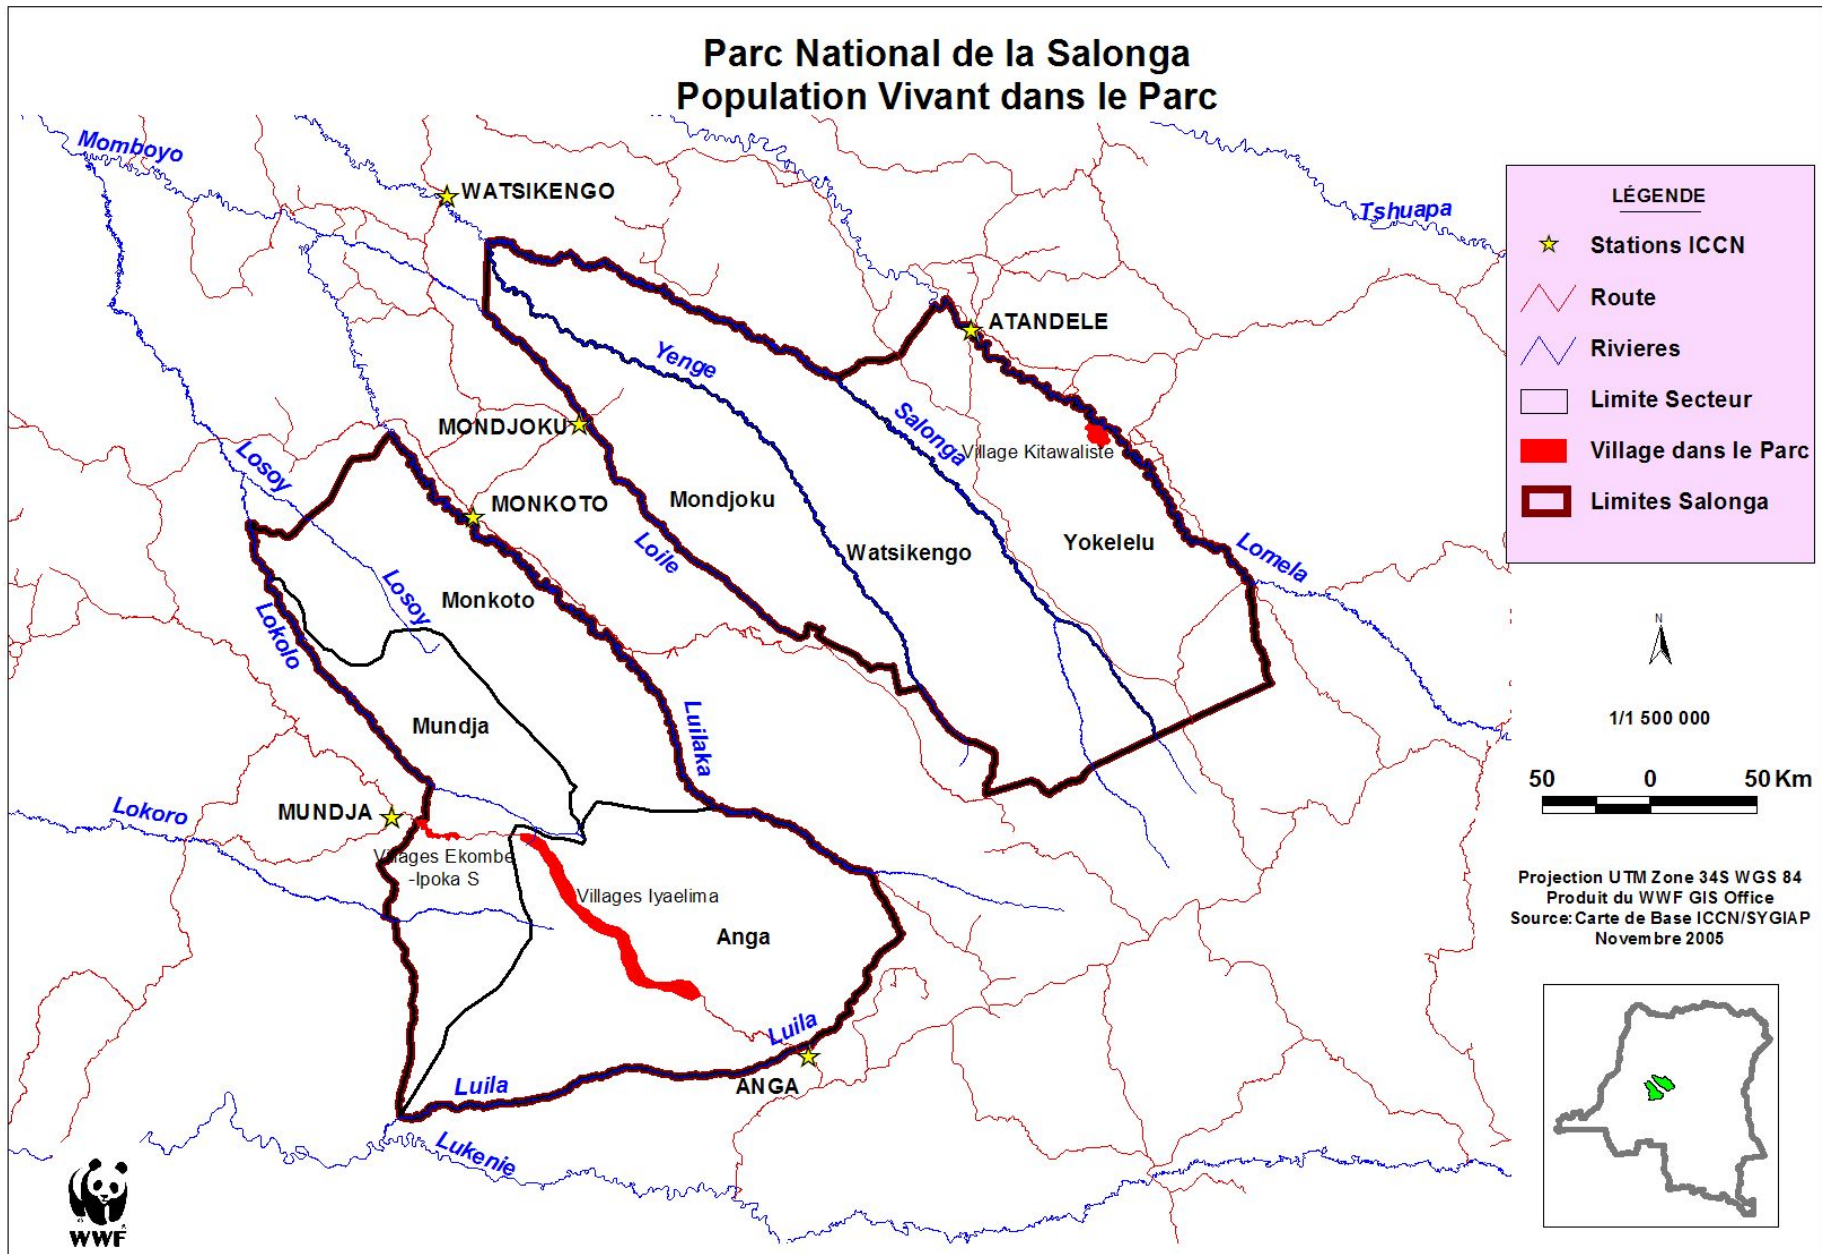 Parc National de la Salonga
Population Vivant dans le Parc
Momboyo
WATSIKENGO
Tshuapa
LÉGENDE
Stations ICCN
Route
Rivieres
Limite Secteur
Village dans le Parc
Limites Salonga
ATANDELE
Yenge
Salonga
MONDJOKU
Village Kitawaliste
Losoy
MONKOTO
Mondjoku
Loile
Watsikengo
Yokelelu
Lomela
Losoy
Monkoto
Lokolo
Mundja
Luilaka
N
1/1 500 000
50 0 50 Km
Lokoro
MUNDJA
Villages Ekombe
-Ipoka S
Villages Iyaelima
Anga
Projection UTM Zone 34S WGS 84
Produit du WWF GIS Office
Source:Carte de Base ICCN/SYGIAP
Novembre 2005
Luila
Luila
ANGA
Lukenie
WWF